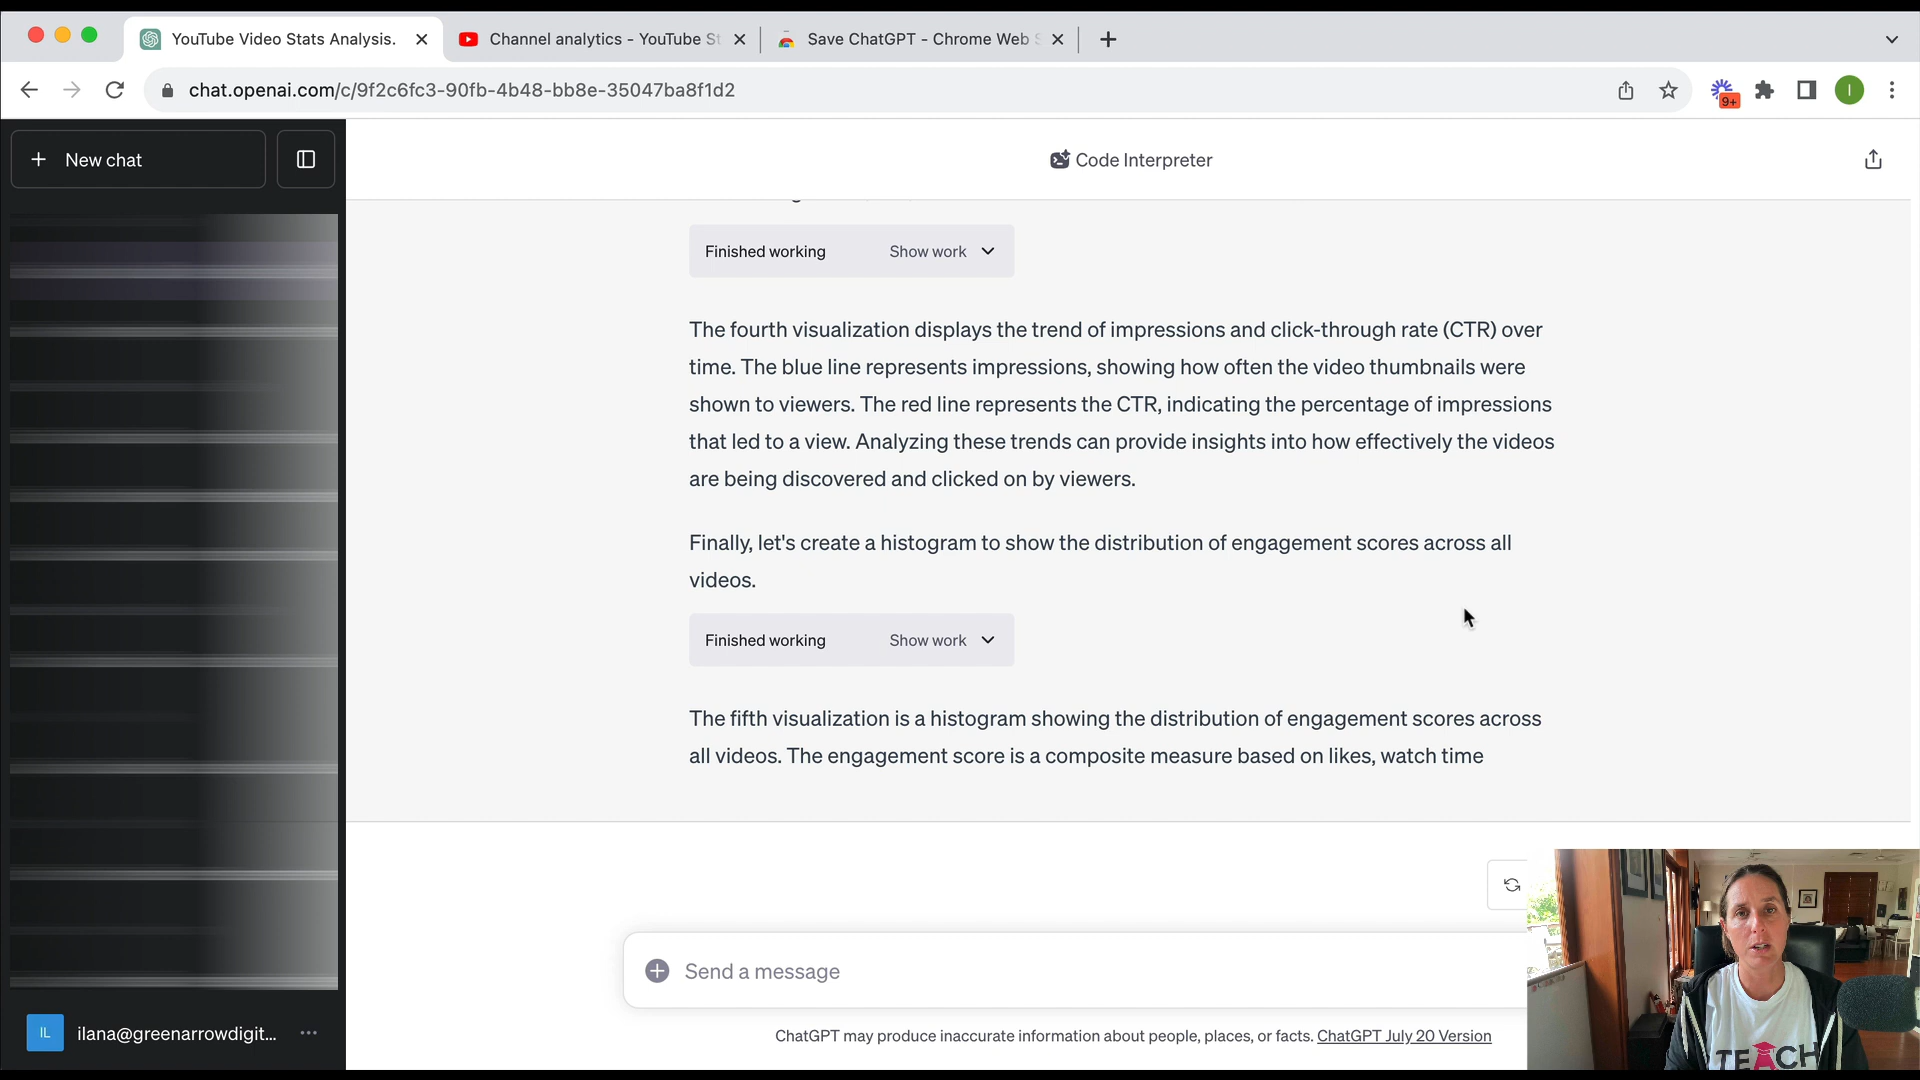 YouTube Video Stats Analysis.
Channel analytics - YouTube St
Save ChatGPT - Chrome Web S
chat.openai.com/c/9f2c6fc3-90fb-4b48-bb8e-35047ba8f1d2
9+
I
New chat
Code Interpreter
Finished working Show work
The fourth visualization displays the trend of impressions and click-through rate (CTR) over
time. The blue line represents impressions, showing how often the video thumbnails were
shown to viewers. The red line represents the CTR, indicating the percentage of impressions
that led to a view. Analyzing these trends can provide insights into how effectively the videos
are being discovered and clicked on by viewers.
Finally, let's create a histogram to show the distribution of engagement scores across all
videos.
Finished working Show work
The fifth visualization is a histogram showing the distribution of engagement scores across
all videos. The engagement score is a composite measure based on likes, watch time
Send a message
IL
ilana@greenarrowdigit...
ChatGPT may produce inaccurate information about people, places, or facts. ChatGPT July 20 Version
TEACH